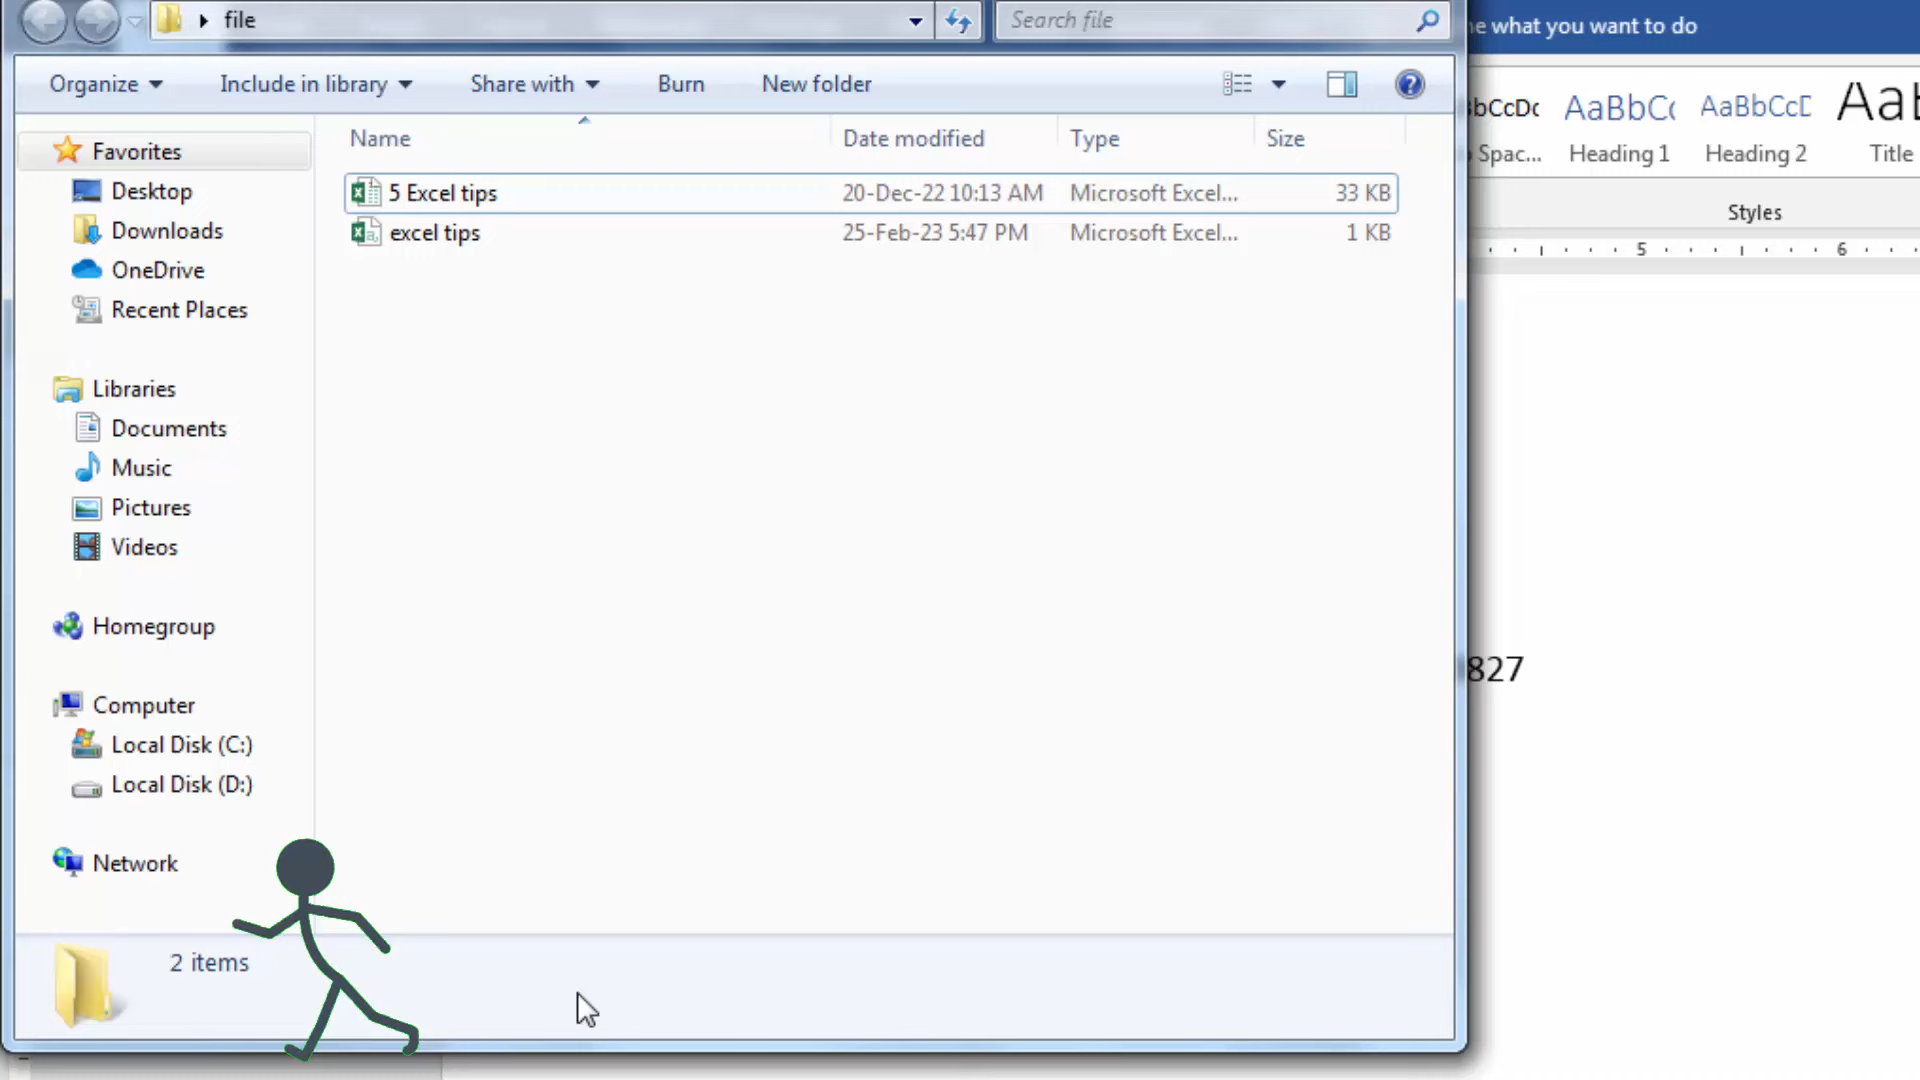 file
Search file
e what you want to do
Organize
Include in library
Share with
Burn
New folder
bCcDc
AaBbCc
AaBbCcD
AaB
Spac...
Heading 1
Heading 2
Title
Styles
5
6
Name
Date modified
Type
Size
5 Excel tips
20-Dec-22 10:13 AM
Microsoft Excel...
33 KB
excel tips
25-Feb-23 5:47 PM
Microsoft Excel...
1 KB
Favorites
Desktop
Downloads
OneDrive
Recent Places
Libraries
Documents
Music
Pictures
Videos
Homegroup
Computer
Local Disk (C:)
Local Disk (D:)
Network
827
2 items